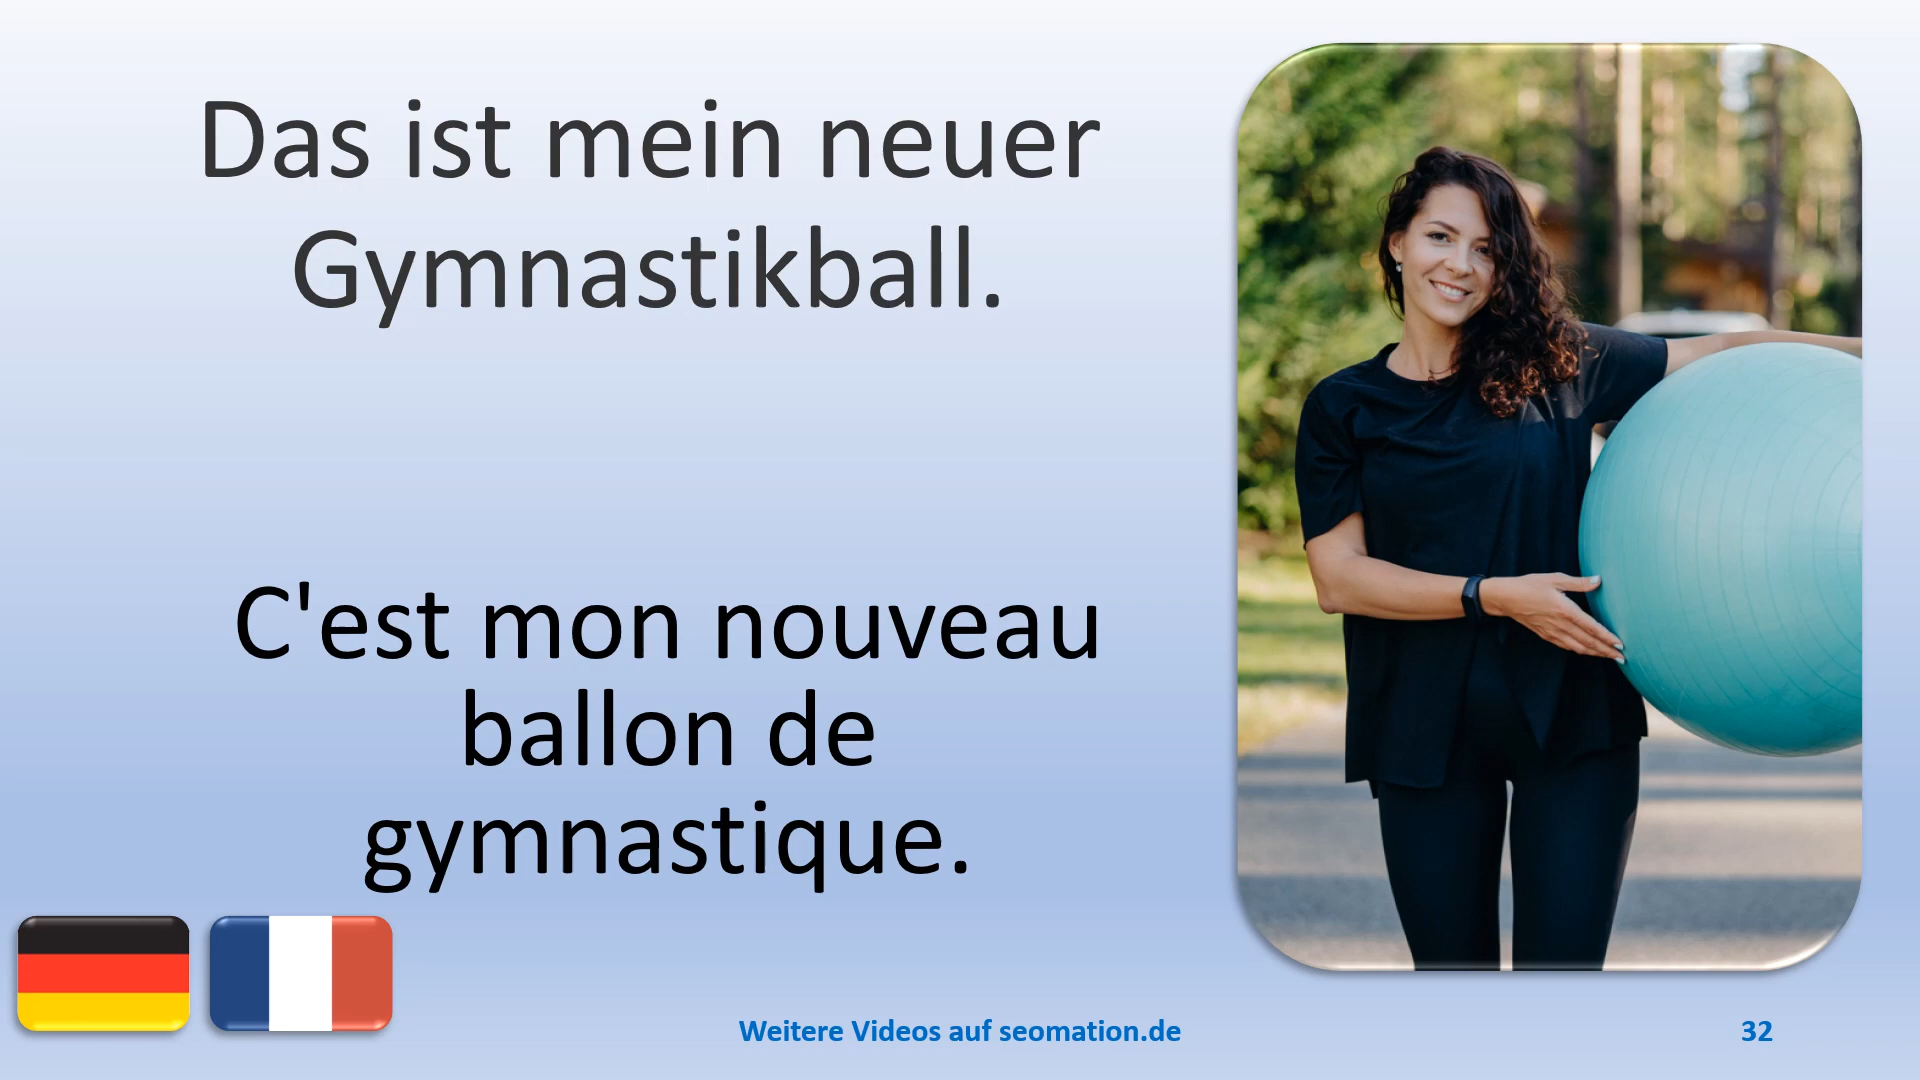 Das ist mein neuer
Gymnastikball.
C'est mon nouveau
ballon de
gymnastique.
Weitere Videos auf seomation.de
32